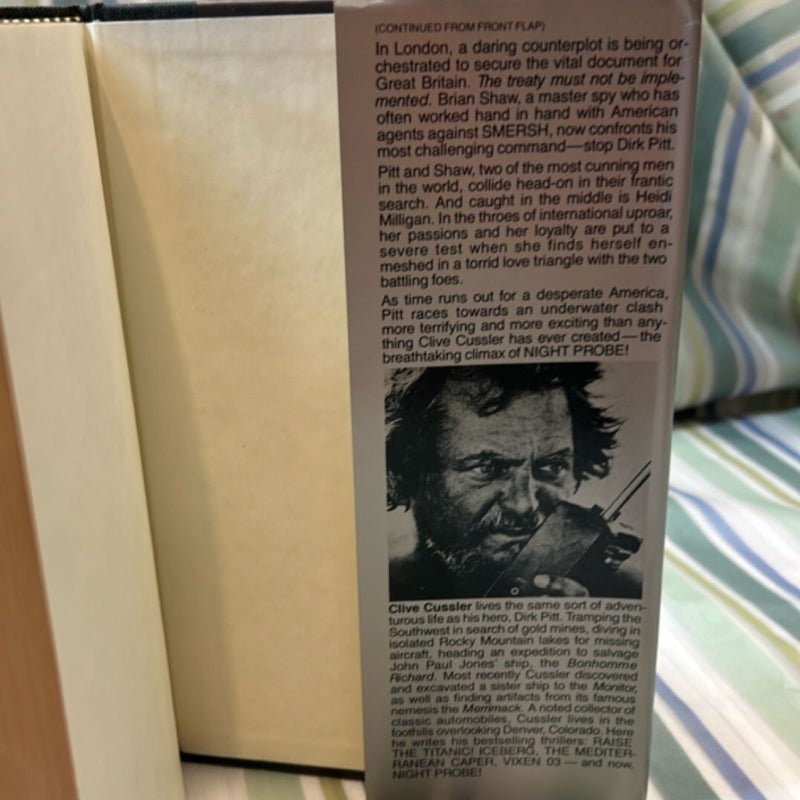 (CONTINUED FROM FRONT FLAP)
In London, a daring counterplot is being or-
chestrated to secure the vital document for
Great Britain. The treaty must not be imple-
mented. Brian Shaw, a master spy who has
often worked hand in hand with American
agents against SMERSH, now confronts his
most challenging command—stop Dirk Pitt.
Pitt and Shaw, two of the most cunning men
in the world, collide head-on in their frantic
search. And caught in the middle is Heidi
Milligan. In the throes of international uproar,
her passions and her loyalty are put to a
severe test when she finds herself en-
meshed in a torrid love triangle with the two
battling foes.
As time runs out for a desperate America,
Pitt races towards an underwater clash
more terrifying and more exciting than any-
thing Clive Cussler has ever created—the
breathtaking climax of NIGHT PROBE!
Clive Cussler lives the same sort of adven-
turous life as his hero, Dirk Pitt. Tramping the
Southwest in search of gold mines, diving in
isolated Rocky Mountain lakes for missing
aircraft, heading an expedition to salvage
John Paul Jones' ship, the Bonhomme
Richard. Most recently Cussler discovered
and excavated a sister ship to the Monitor,
as well as finding artifacts from its famous
nemesis the Merrimack. A noted collector of
classic automobiles, Cussler lives in the
foothills overlooking Denver, Colorado. Here
he writes his bestselling thrillers: RAISE
THE TITANIC! ICEBERG, THE MEDITER-
RANEAN CAPER, VIXEN 03 — and now,
NIGHT PROBE!